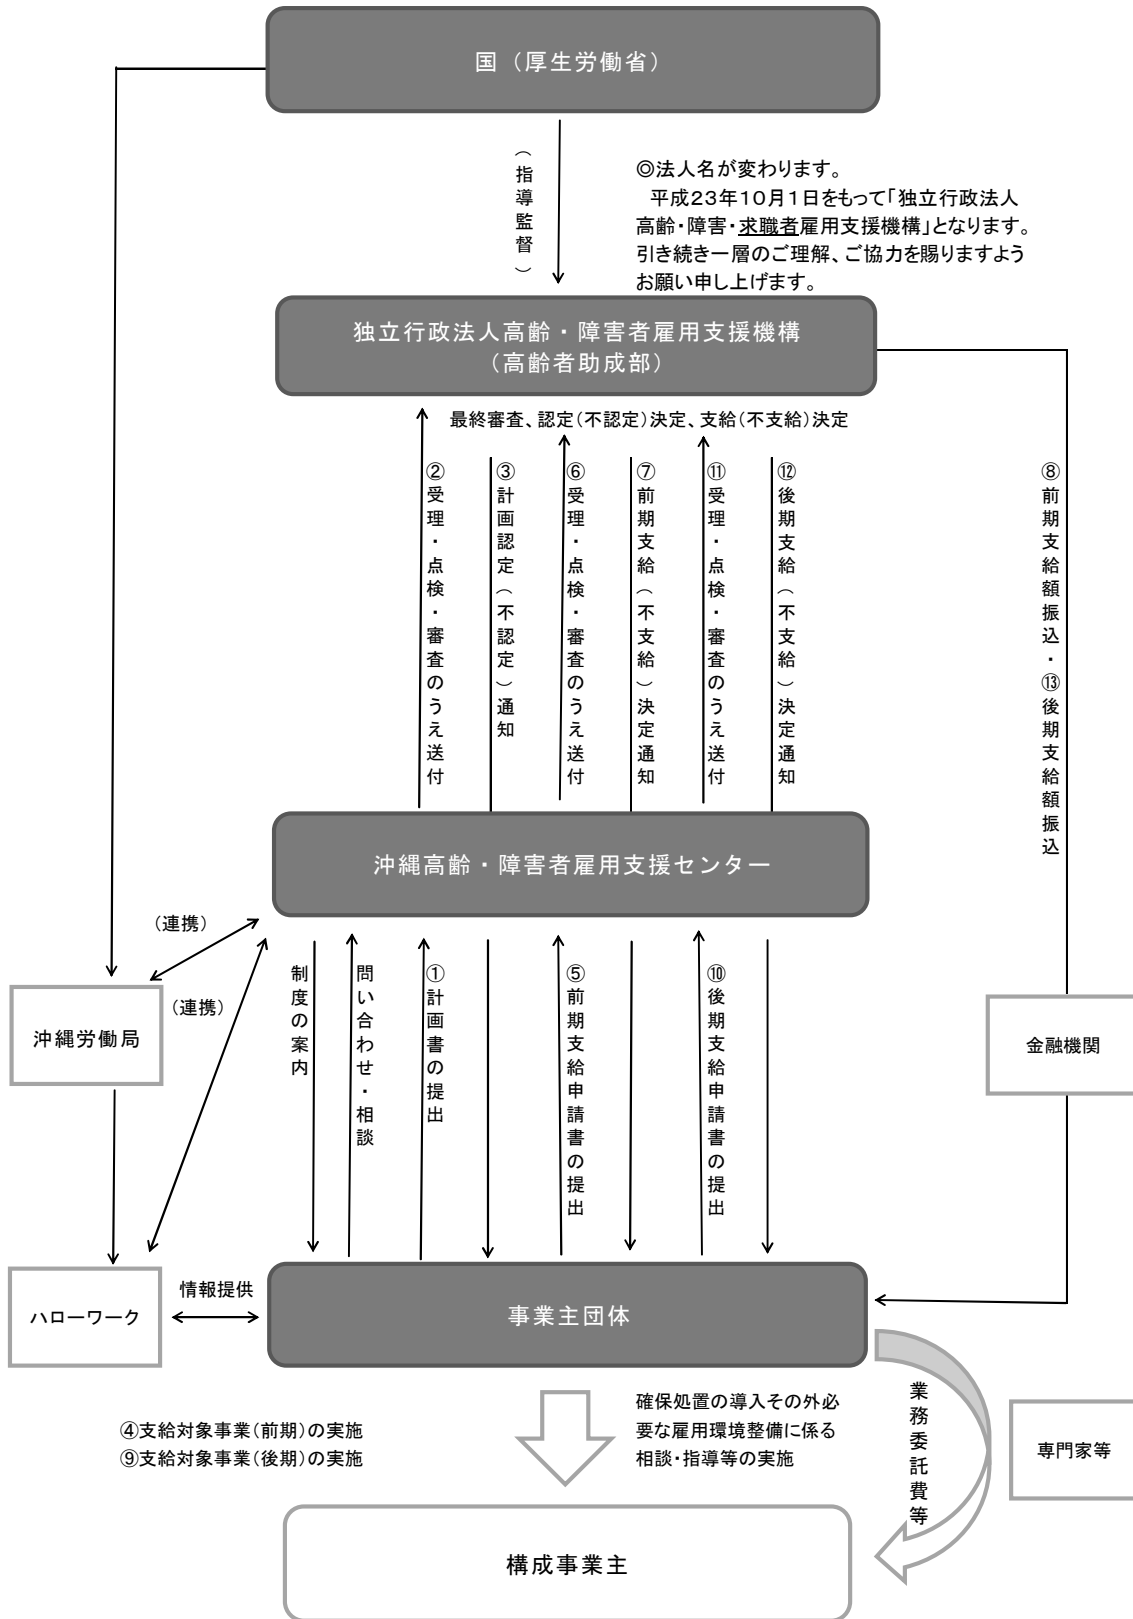 国（厚生労働省）
（指導監督）
◎法人名が変わります。
平成23年10月1日をもって「独立行政法人
高齢・障害・求職者雇用支援機構」となります。
引き続き一層のご理解、ご協力を賜りますよう
お願い申し上げます。
独立行政法人高齢・障害者雇用支援機構
（高齢者助成部）
最終審査、認定（不認定）決定、支給（不支給）決定
②受理・点検・審査のうえ送付
③計画認定（不認定）通知
⑥受理・点検・審査のうえ送付
⑦前期支給（不支給）決定通知
⑪受理・点検・審査のうえ送付
⑫後期支給（不支給）決定通知
⑧前期支給額振込・⑬後期支給額振込
沖縄高齢・障害者雇用支援センター
（連携）
（連携）
制度の案内
問い合わせ・相談
①計画書の提出
⑤前期支給申請書の提出
⑩後期支給申請書の提出
沖縄労働局
金融機関
ハローワーク
情報提供
事業主団体
④支給対象事業（前期）の実施
⑨支給対象事業（後期）の実施
確保処置の導入その外必
要な雇用環境整備に係る
相談・指導等の実施
業務委託費等
専門家等
構成事業主